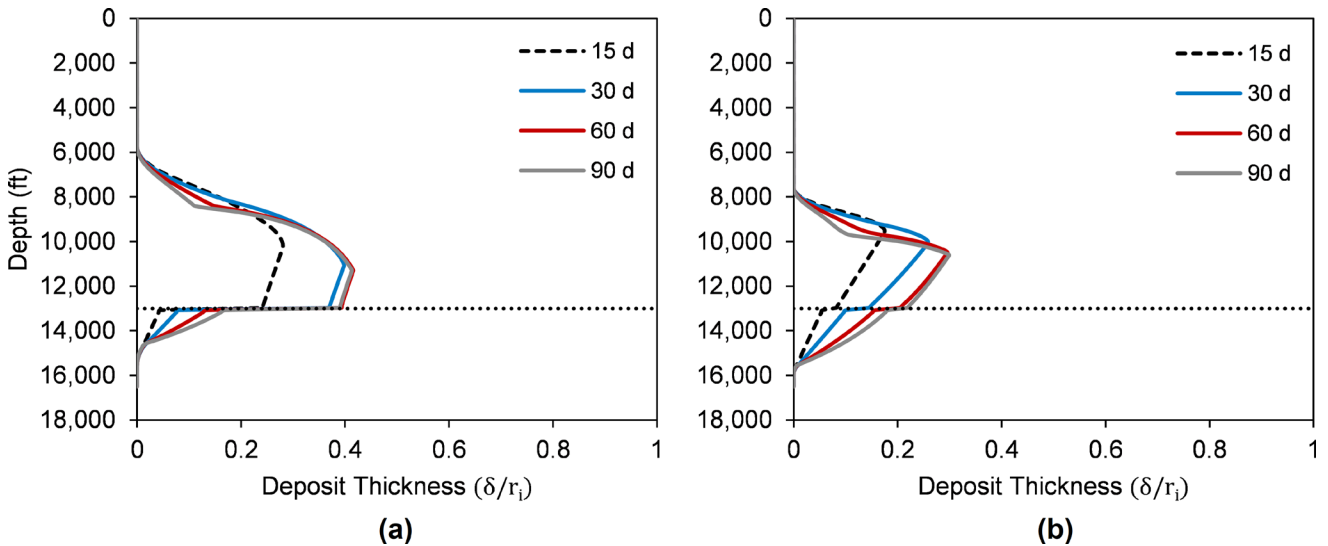 0
2,000
4,000
6,000
8,000
10,000
12,000
14,000
16,000
18,000
Depth (ft)
15 d
30 d
60 d
90 d
0 0.2 0.4 0.6 0.8 1
Deposit Thickness (δ/rᵢ)
(a)
0
2,000
4,000
6,000
8,000
10,000
12,000
14,000
16,000
18,000
15 d
30 d
60 d
90 d
0 0.2 0.4 0.6 0.8 1
Deposit Thickness (δ/rᵢ)
(b)